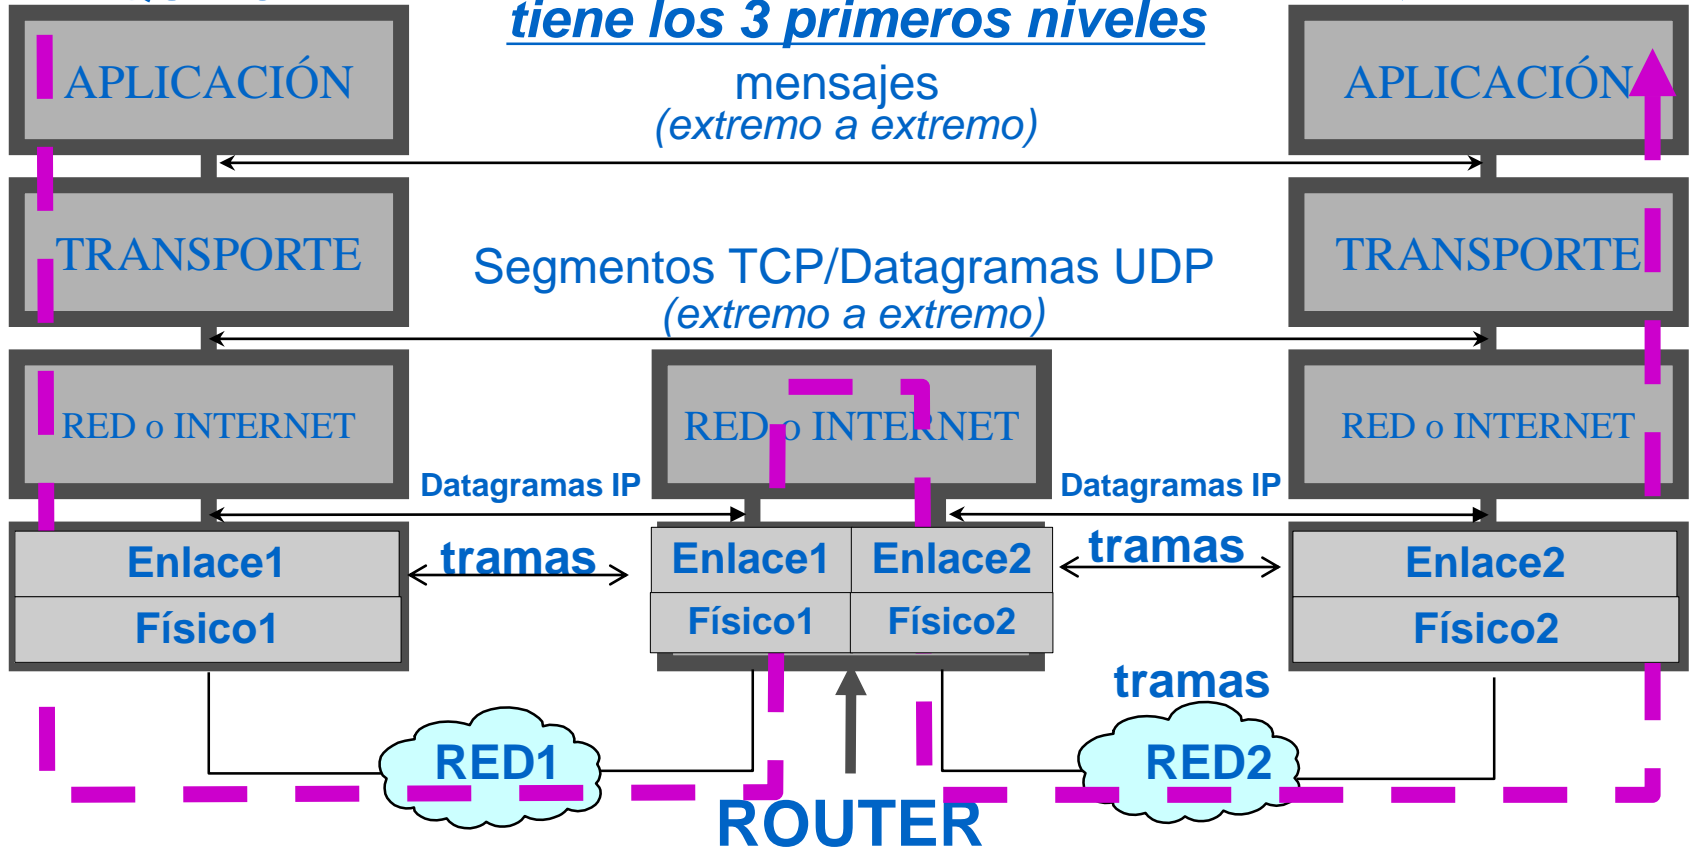 tiene los 3 primeros niveles
APLICACIÓN
mensajes
(extremo a extremo)
APLICACIÓN
TRANSPORTE
Segmentos TCP/Datagramas UDP
(extremo a extremo)
TRANSPORTE
RED o INTERNET
RED o INTERNET
RED o INTERNET
Datagramas IP
Datagramas IP
Enlace1
tramas
Enlace1
Enlace2
tramas
Enlace2
Físico1
Físico1
Físico2
Físico2
tramas
RED1
RED2
ROUTER